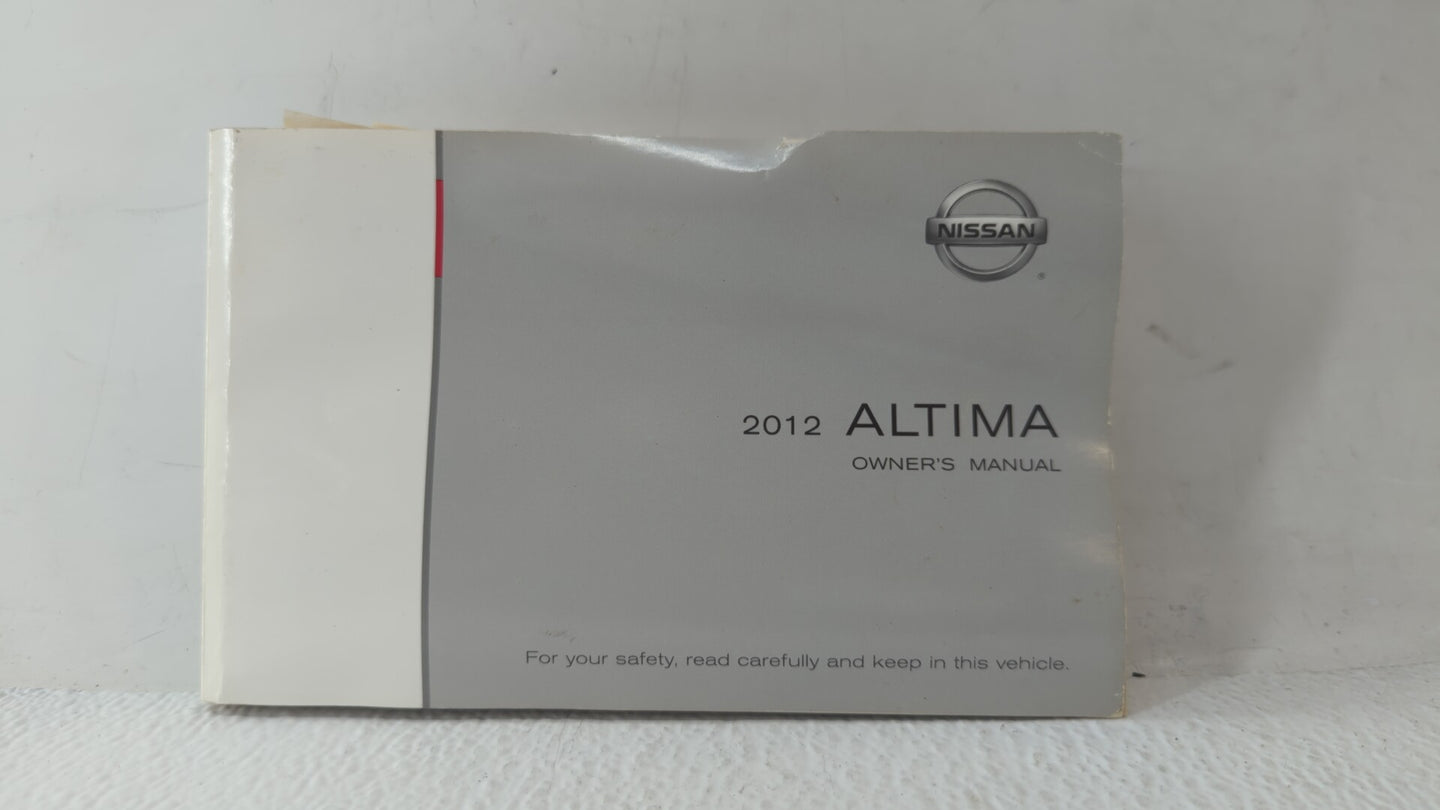 NISSAN
®
2012 ALTIMA
OWNER'S MANUAL
For your safety, read carefully and keep in this vehicle.